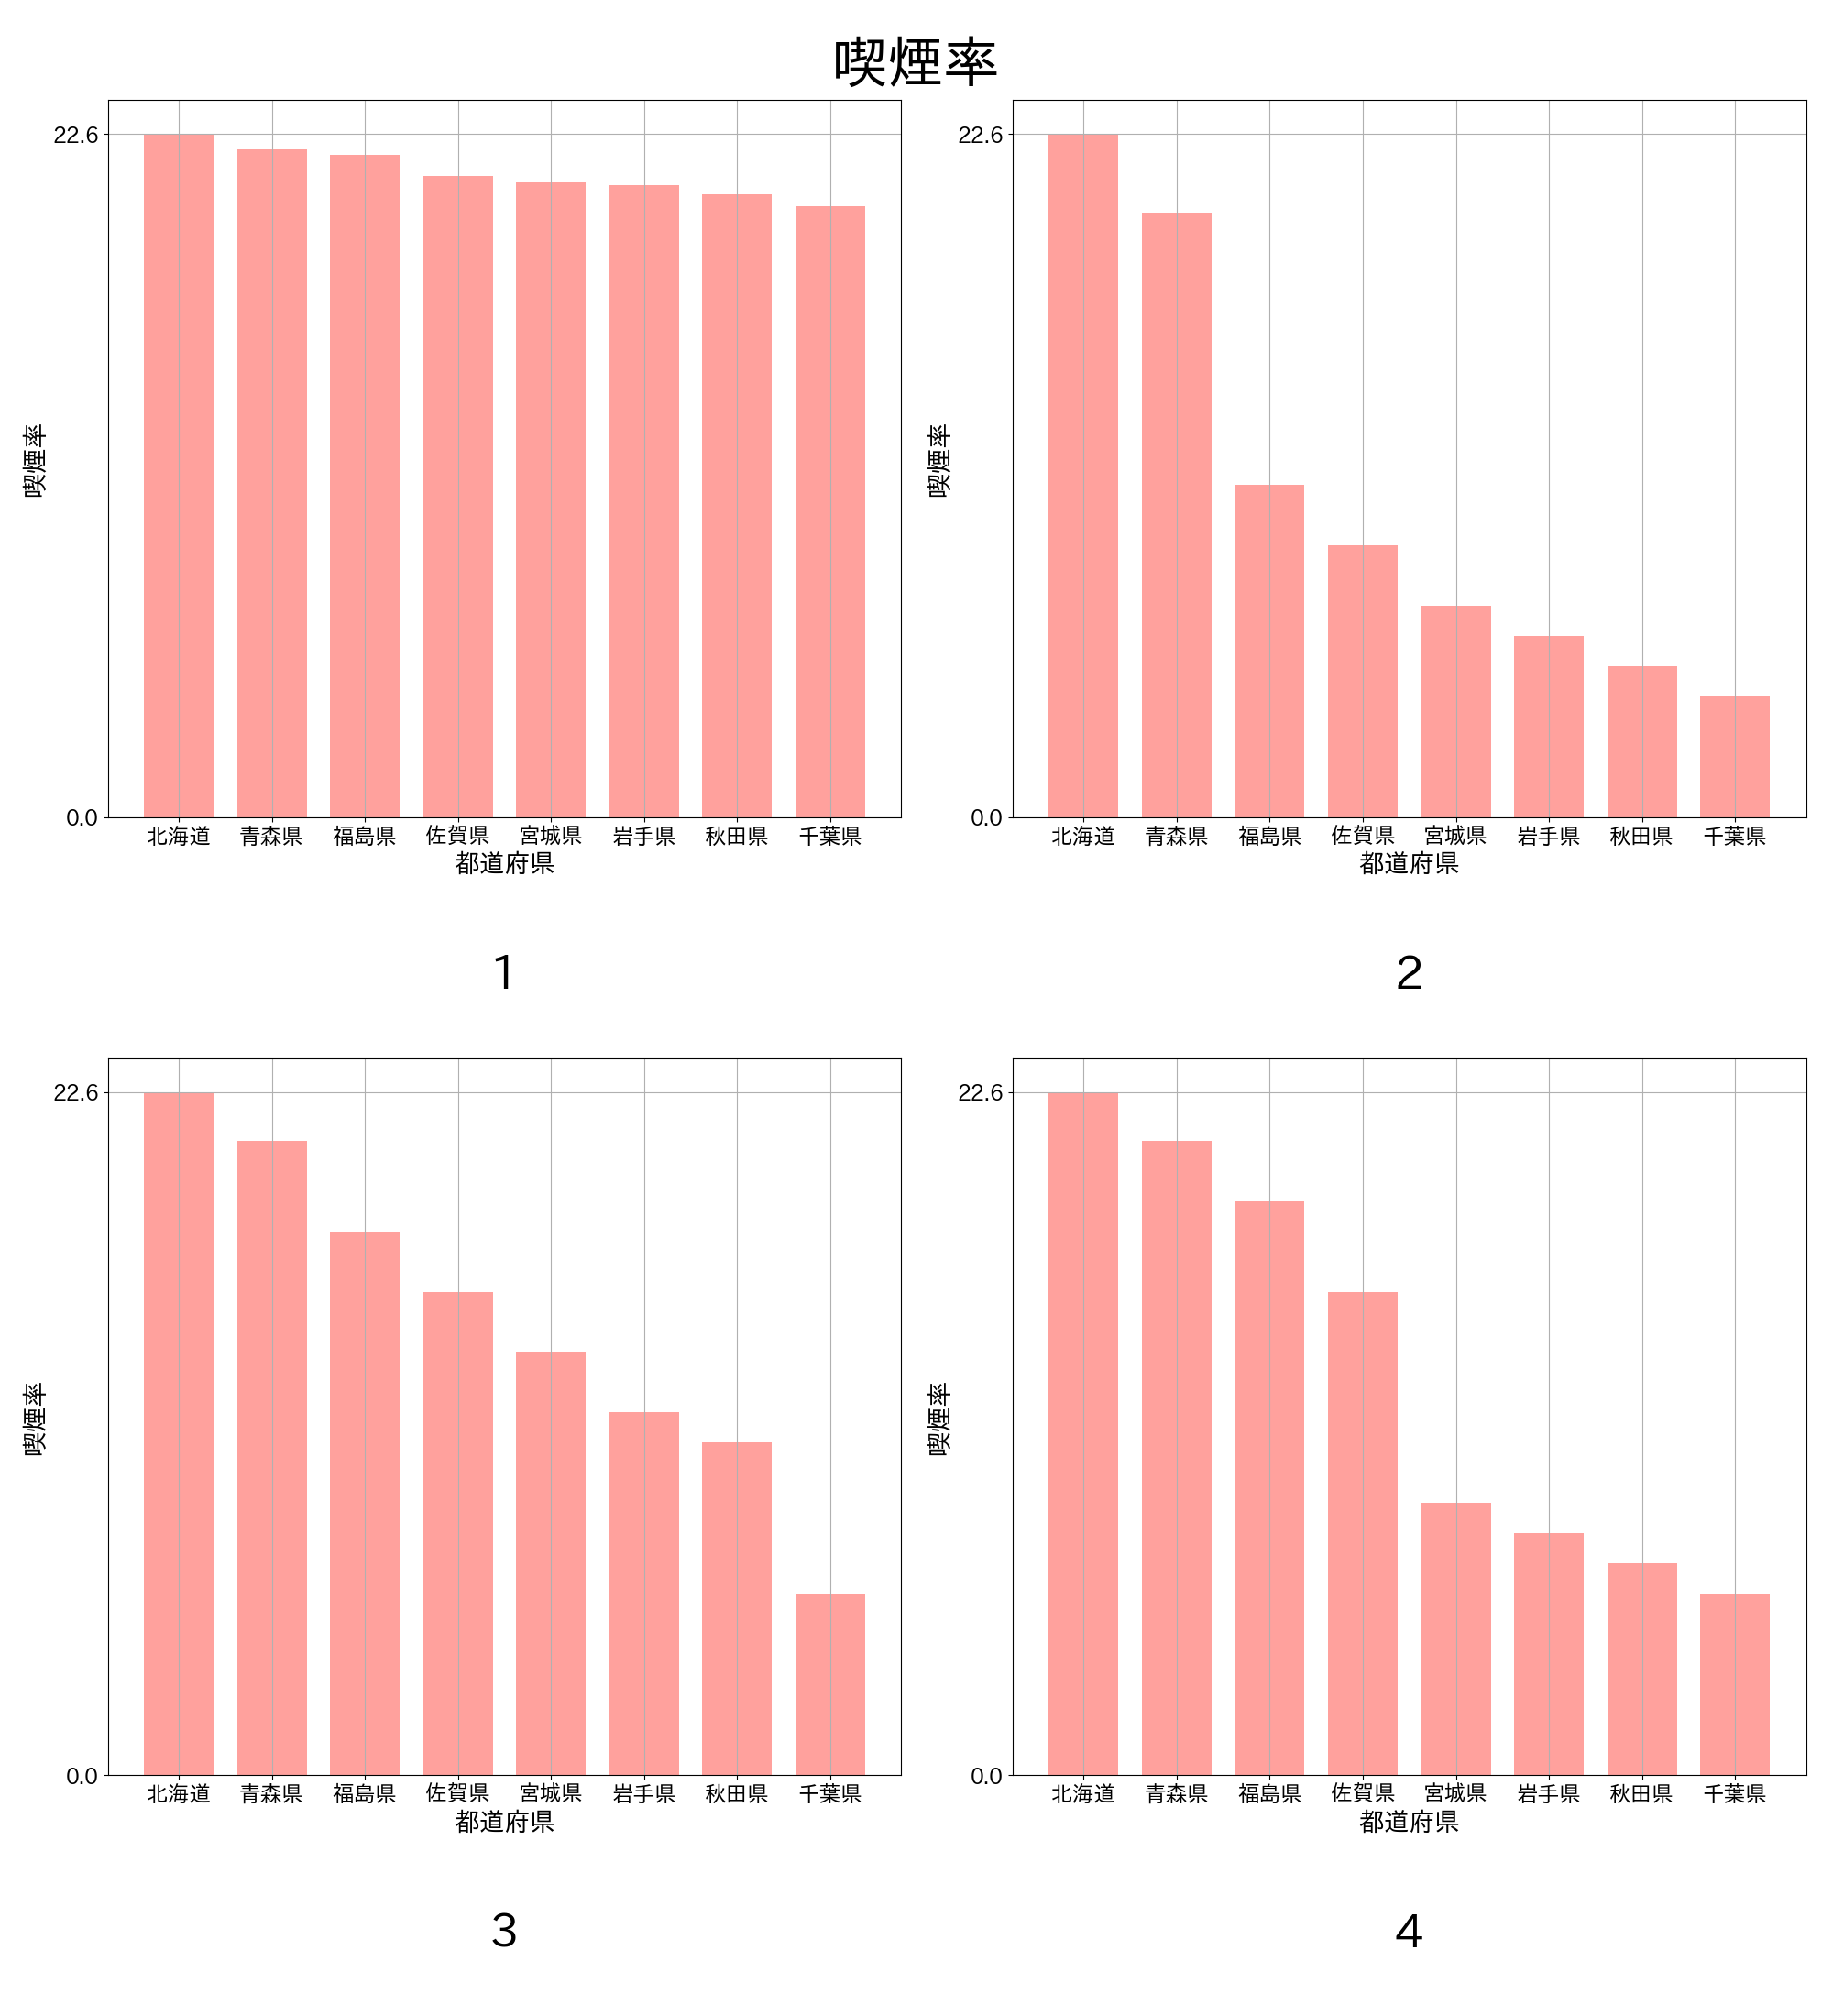 喫煙率
22.6
0.0
喫煙率
北海道 青森県 福島県 佐賀県 宮城県 岩手県 秋田県 千葉県
都道府県
1
22.6
0.0
喫煙率
北海道 青森県 福島県 佐賀県 宮城県 岩手県 秋田県 千葉県
都道府県
2
22.6
0.0
喫煙率
北海道 青森県 福島県 佐賀県 宮城県 岩手県 秋田県 千葉県
都道府県
3
22.6
0.0
喫煙率
北海道 青森県 福島県 佐賀県 宮城県 岩手県 秋田県 千葉県
都道府県
4